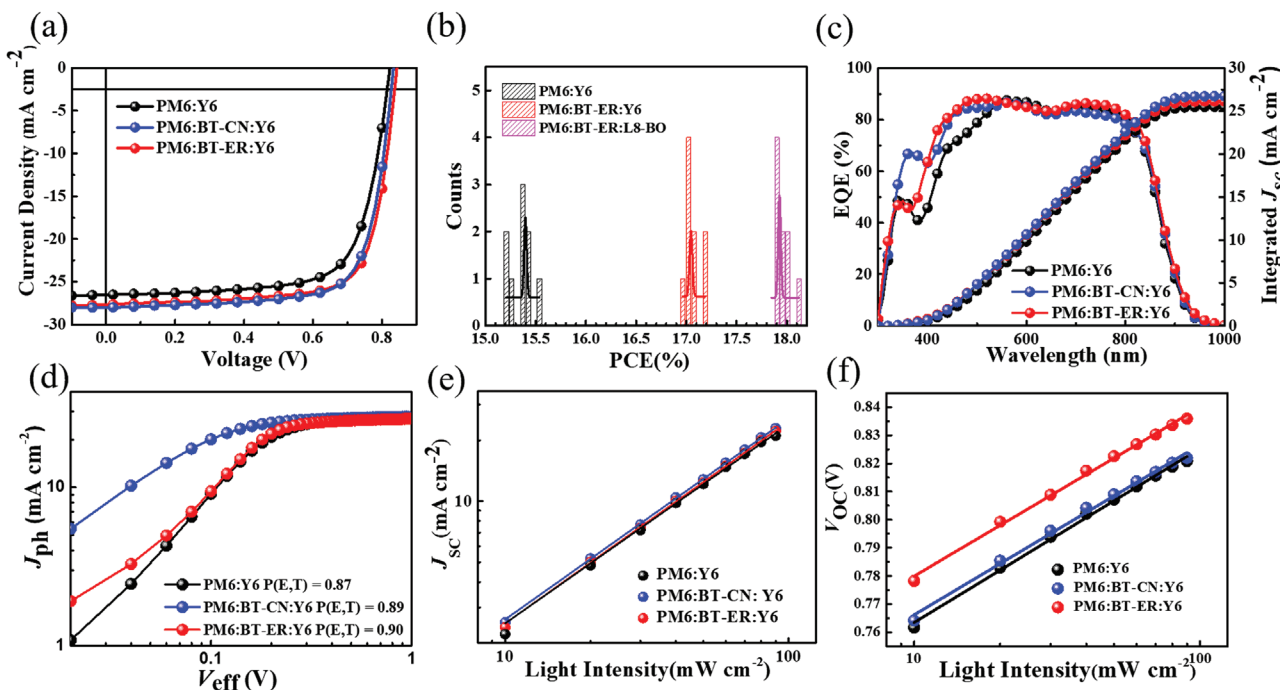 (a)
Current Density (mA cm⁻²)
0
-5
-10
-15
-20
-25
-30
0.0 0.2 0.4 0.6 0.8
Voltage (V)
PM6:Y6
PM6:BT-CN:Y6
PM6:BT-ER:Y6
(b)
Counts
5
4
3
2
1
0
15.0 15.5 16.0 16.5 17.0 17.5 18.0
PCE(%)
PM6:Y6
PM6:BT-ER:Y6
PM6:BT-ER:L8-BO
(c)
EQE (%)
100
80
60
40
20
0
400 500 600 700 800 900 1000
Wavelength (nm)
30
25
20
15
10
5
0
Integrated J_SC (mA cm⁻²)
PM6:Y6
PM6:BT-CN:Y6
PM6:BT-ER:Y6
(d)
J_ph (mA cm⁻²)
10
1
0.1 1
V_eff (V)
PM6:Y6 P(E,T) = 0.87
PM6:BT-CN:Y6 P(E,T) = 0.89
PM6:BT-ER:Y6 P(E,T) = 0.90
(e)
J_SC (mA cm⁻²)
10
10 100
Light Intensity(mW cm⁻²)
PM6:Y6
PM6:BT-CN: Y6
PM6:BT-ER:Y6
(f)
V_OC(V)
0.84
0.83
0.82
0.81
0.80
0.79
0.78
0.77
0.76
10 100
Light Intensity(mW cm⁻²)
PM6:Y6
PM6:BT-CN:Y6
PM6:BT-ER:Y6